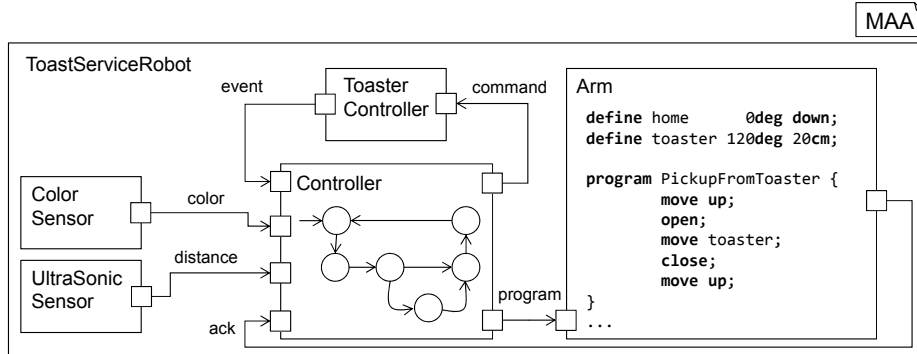 MAA
ToastServiceRobot
event
Toaster
Controller
command
Arm
define home 0deg down;
define toaster 120deg 20cm;
program PickupFromToaster {
move up;
open;
move toaster;
close;
move up;
}
...
Controller
Color
Sensor
color
UltraSonic
Sensor
distance
ack
program